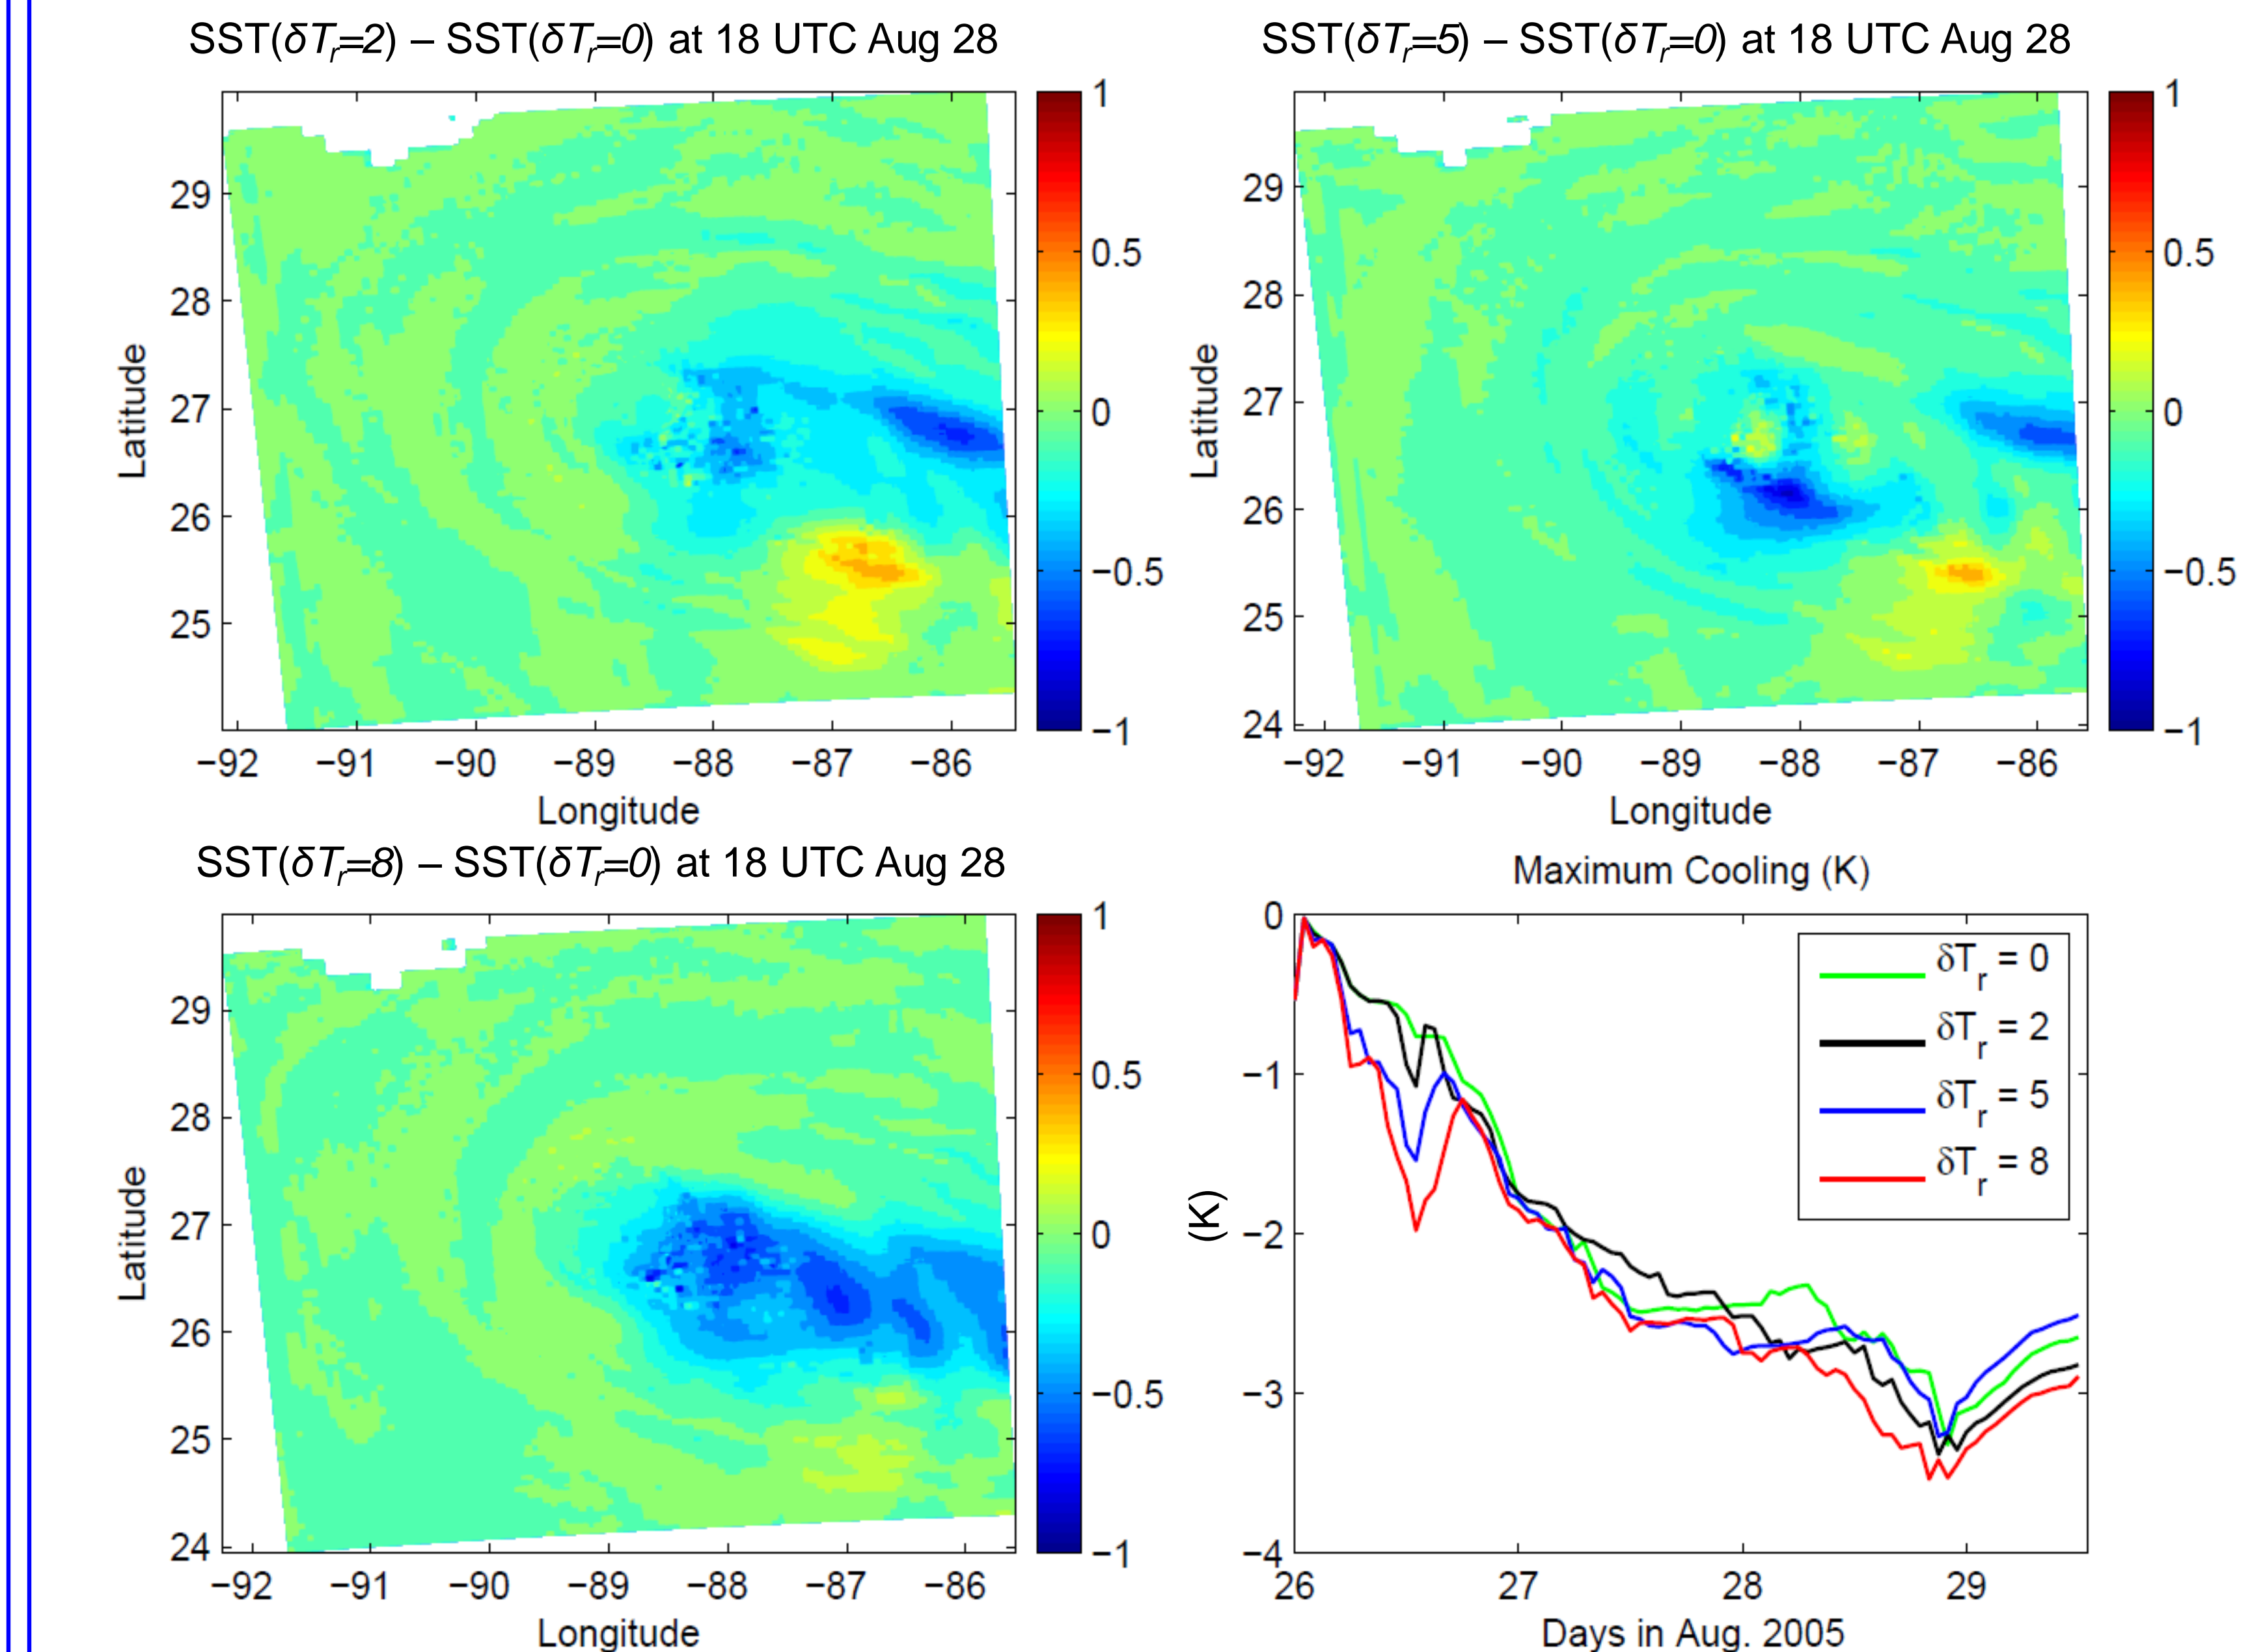 SST(δTr=2) – SST(δTr=0) at 18 UTC Aug 28
1
0.5
0
−0.5
−1
29
28
27
26
25
Latitude
−92 −91 −90 −89 −88 −87 −86
Longitude
SST(δTr=5) – SST(δTr=0) at 18 UTC Aug 28
1
0.5
0
−0.5
−1
29
28
27
26
25
24
Latitude
−92 −91 −90 −89 −88 −87 −86
Longitude
SST(δTr=8) – SST(δTr=0) at 18 UTC Aug 28
1
0.5
0
−0.5
−1
29
28
27
26
25
24
Latitude
−92 −91 −90 −89 −88 −87 −86
Longitude
Maximum Cooling (K)
0
−1
−2
−3
−4
(K)
δTr = 0
δTr = 2
δTr = 5
δTr = 8
26 27 28 29
Days in Aug. 2005